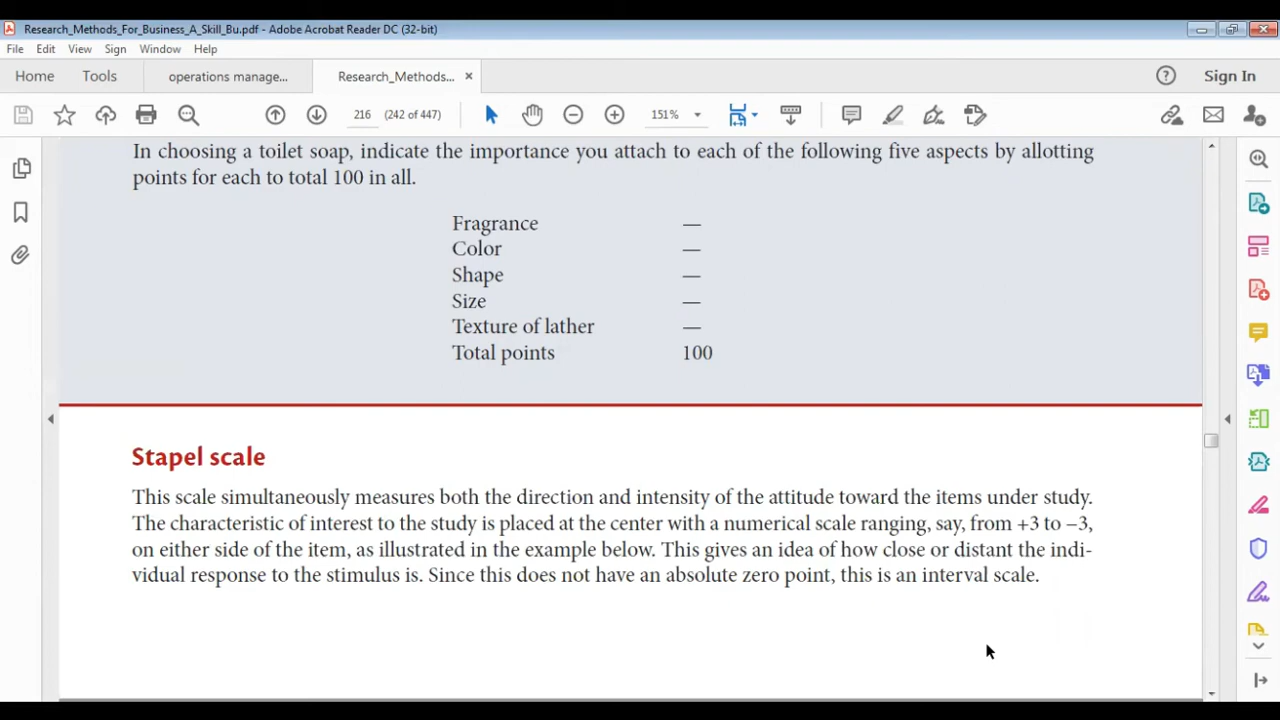 Research_Methods_For_Business_A_Skill_Bu.pdf - Adobe Acrobat Reader DC (32-bit)
File Edit View Sign Window Help
Home Tools operations manage... Research_Methods... × Sign In
216 (242 of 447) 151%
In choosing a toilet soap, indicate the importance you attach to each of the following five aspects by allotting
points for each to total 100 in all.
Fragrance —
Color —
Shape —
Size —
Texture of lather —
Total points 100
Stapel scale
This scale simultaneously measures both the direction and intensity of the attitude toward the items under study.
The characteristic of interest to the study is placed at the center with a numerical scale ranging, say, from +3 to –3,
on either side of the item, as illustrated in the example below. This gives an idea of how close or distant the indi-
vidual response to the stimulus is. Since this does not have an absolute zero point, this is an interval scale.